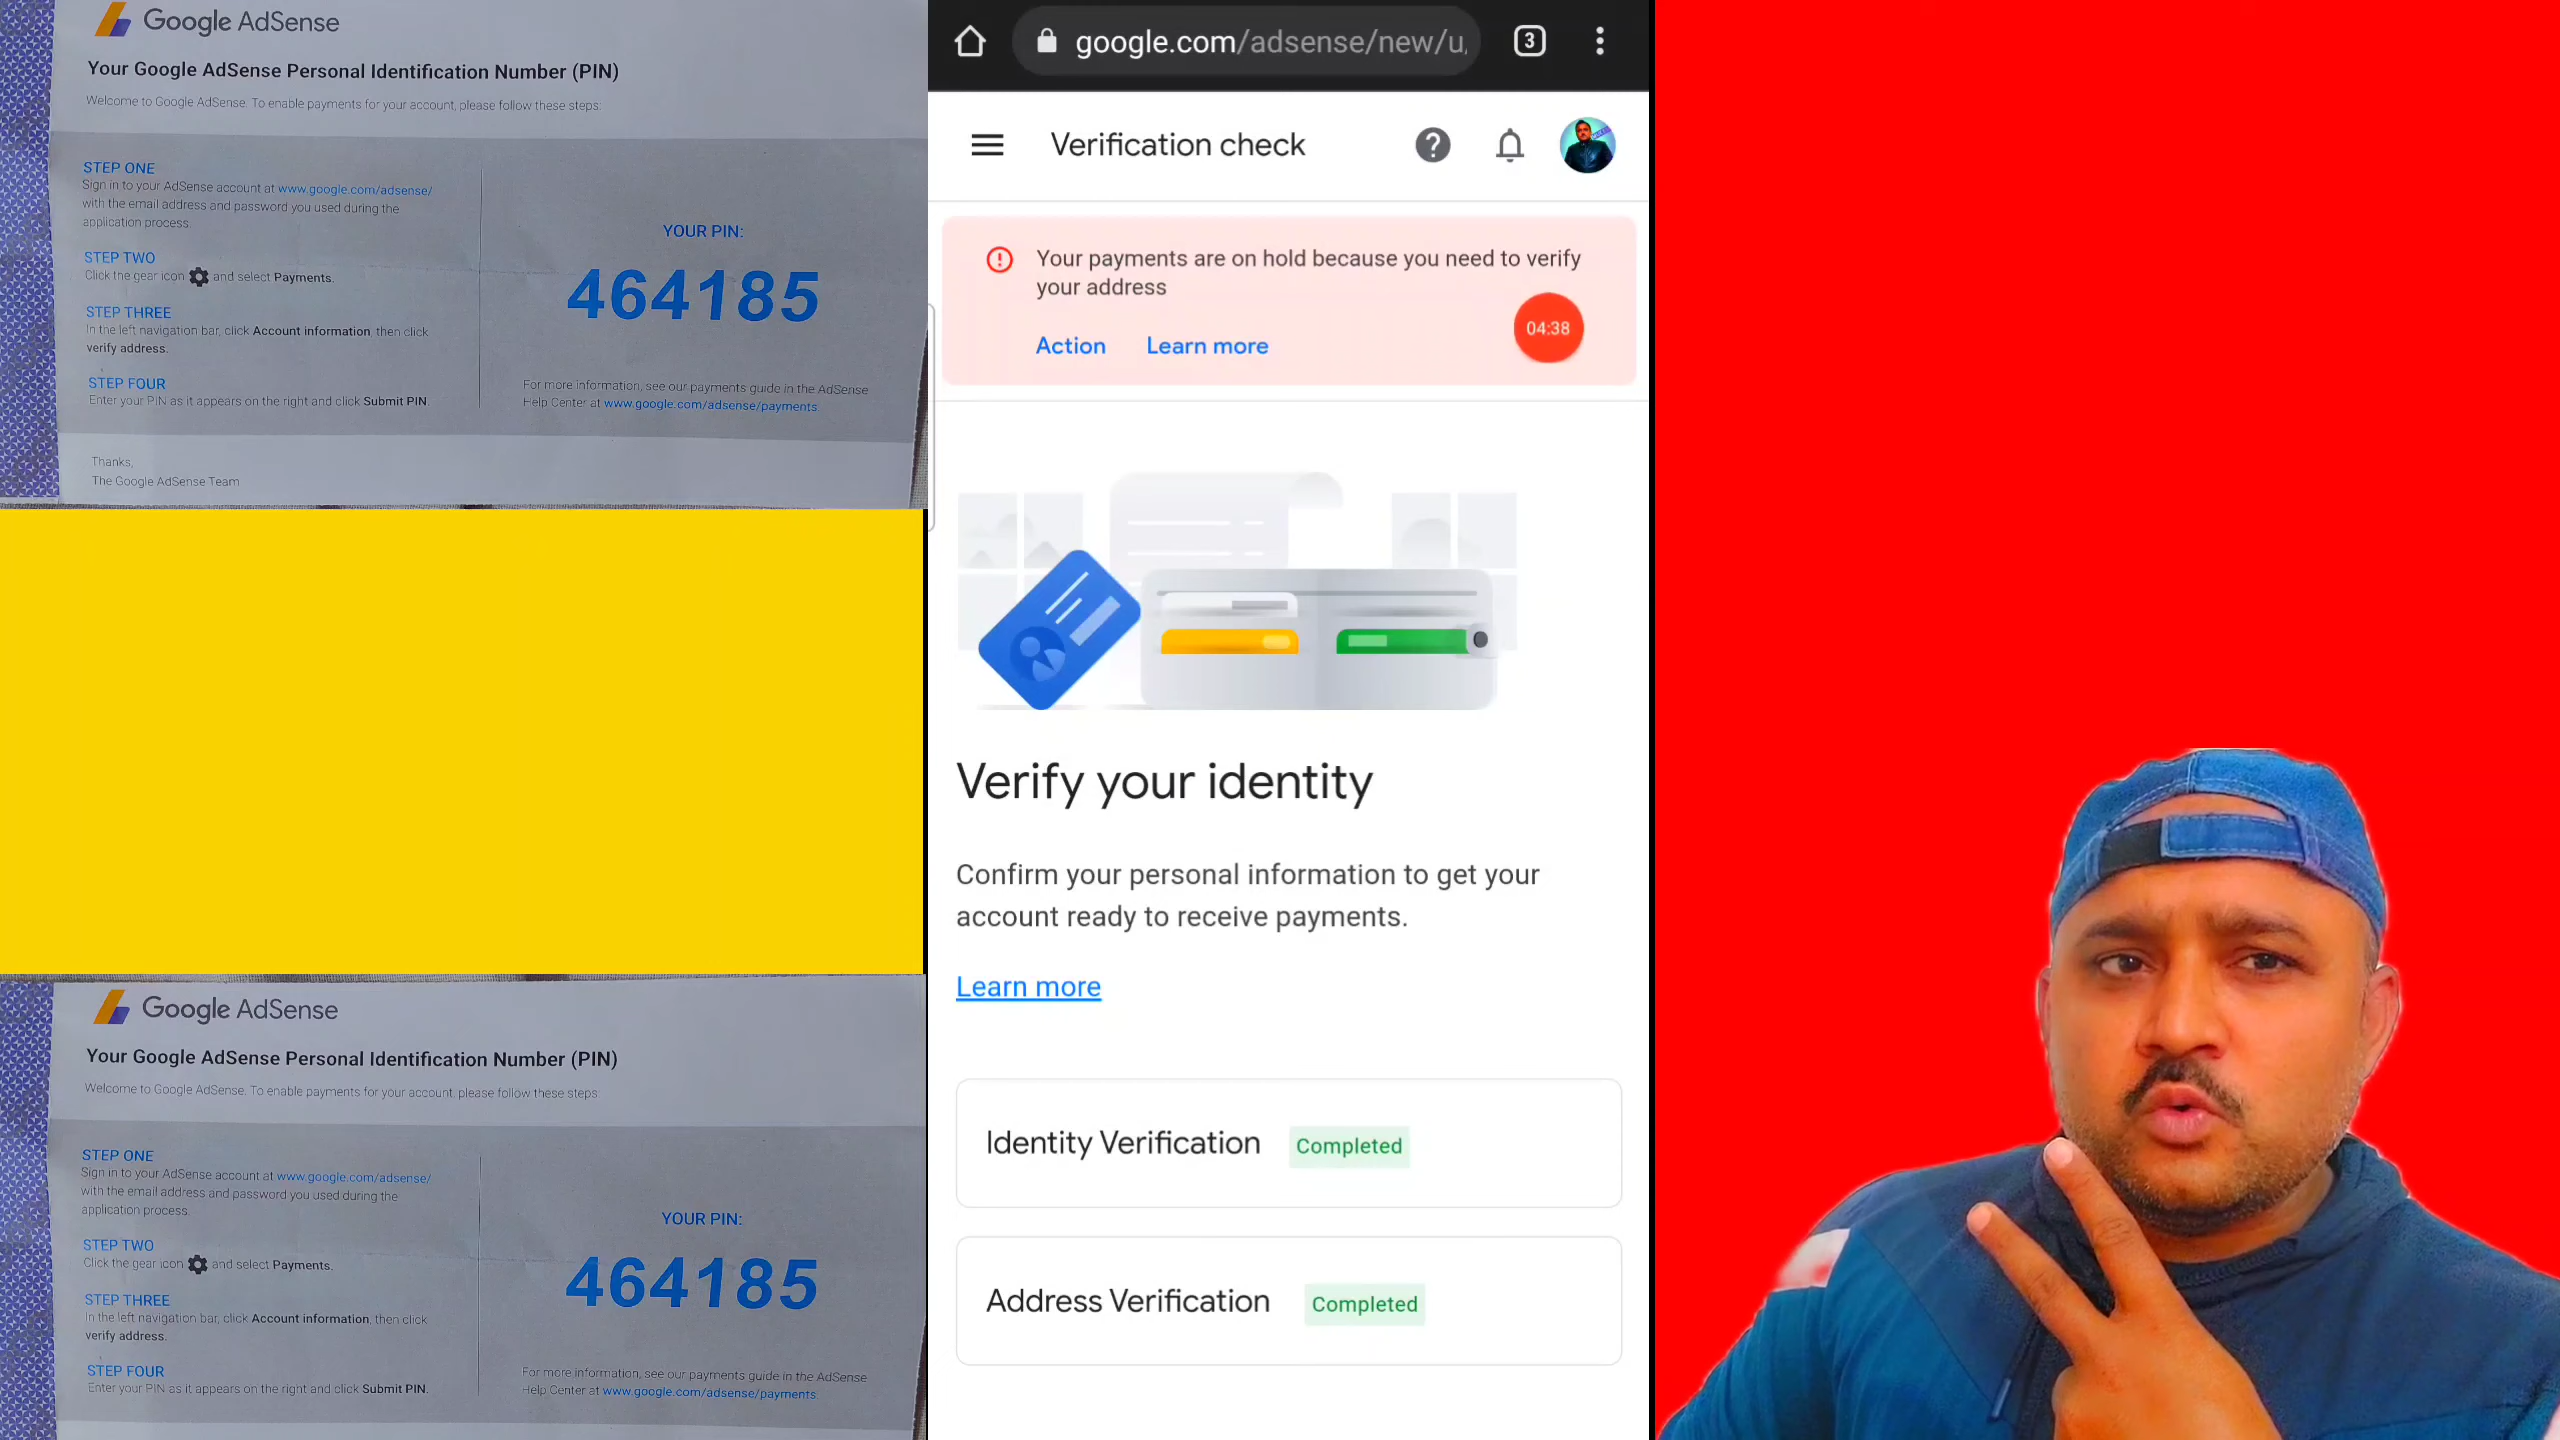 Google AdSense
Your Google AdSense Personal Identification Number (PIN)
Welcome to Google AdSense. To enable payments for your account, please follow these steps:
STEP ONE
Sign in to your AdSense account at www.google.com/adsense/
with the email address and password you used during the
application process.
STEP TWO
Click the gear icon and select Payments.
STEP THREE
In the left navigation bar, click Account information, then click
verify address.
STEP FOUR
Enter your PIN as it appears on the right and click Submit PIN.
YOUR PIN:
464185
For more information, see our payments guide in the AdSense
Help Center at www.google.com/adsense/payments.
Thanks,
The Google AdSense Team
Google AdSense
Your Google AdSense Personal Identification Number (PIN)
Welcome to Google AdSense. To enable payments for your account, please follow these steps:
STEP ONE
Sign in to your AdSense account at www.google.com/adsense/
with the email address and password you used during the
application process.
STEP TWO
Click the gear icon and select Payments.
STEP THREE
In the left navigation bar, click Account information, then click
verify address.
STEP FOUR
Enter your PIN as it appears on the right and click Submit PIN.
YOUR PIN:
464185
For more information, see our payments guide in the AdSense
Help Center at www.google.com/adsense/payments.
google.com/adsense/new/u,
3
Verification check
Your payments are on hold because you need to verify
your address
04:38
Action Learn more
Verify your identity
Confirm your personal information to get your
account ready to receive payments.
Learn more
Identity Verification Completed
Address Verification Completed